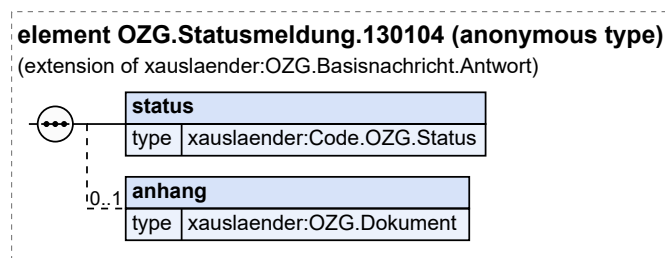 element OZG.Statusmeldung.130104 (anonymous type)
(extension of xauslaender:OZG.Basisnachricht.Antwort)
status
type xauslaender:Code.OZG.Status
0..1 anhang
type xauslaender:OZG.Dokument